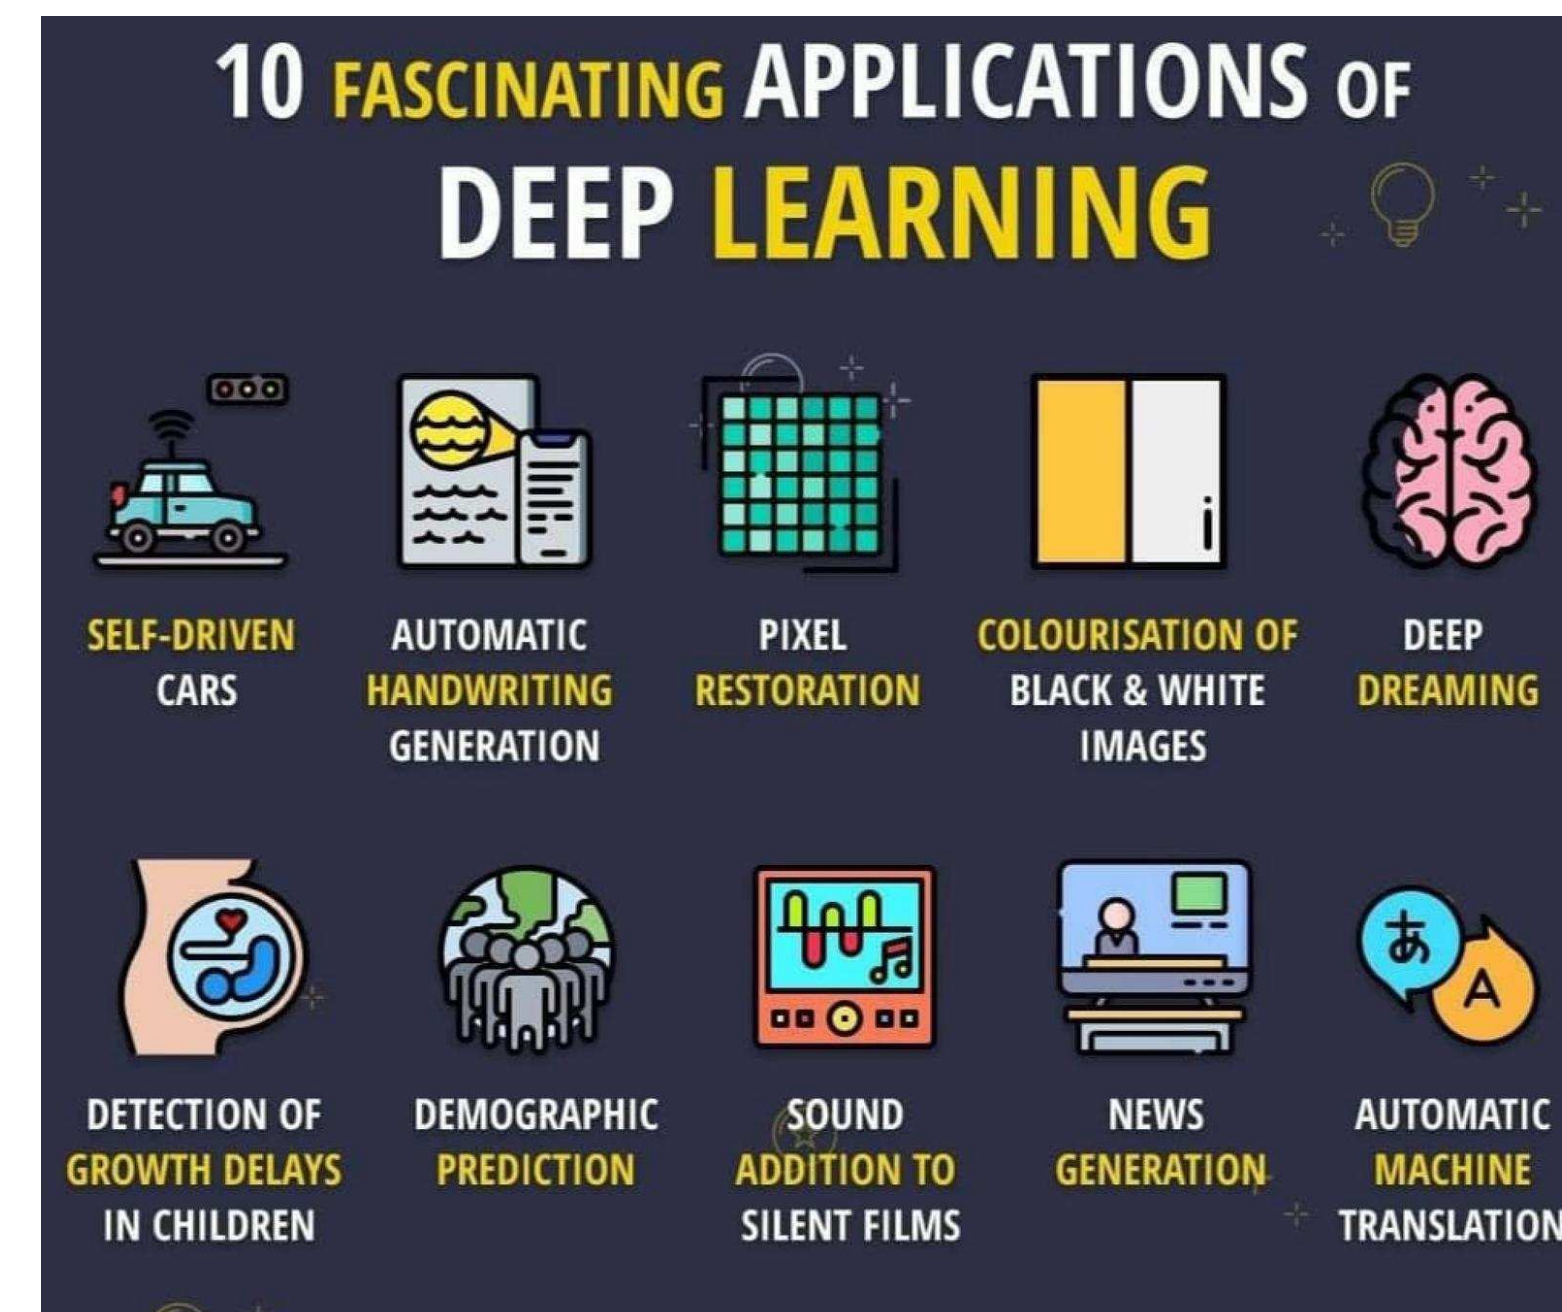 10 FASCINATING APPLICATIONS OF
DEEP LEARNING
SELF-DRIVEN
CARS
AUTOMATIC
HANDWRITING
GENERATION
PIXEL
RESTORATION
i
COLOURISATION OF
BLACK & WHITE
IMAGES
DEEP
DREAMING
DETECTION OF
GROWTH DELAYS
IN CHILDREN
DEMOGRAPHIC
PREDICTION
SOUND
ADDITION TO
SILENT FILMS
NEWS
GENERATION
あ
A
AUTOMATIC
MACHINE
TRANSLATION